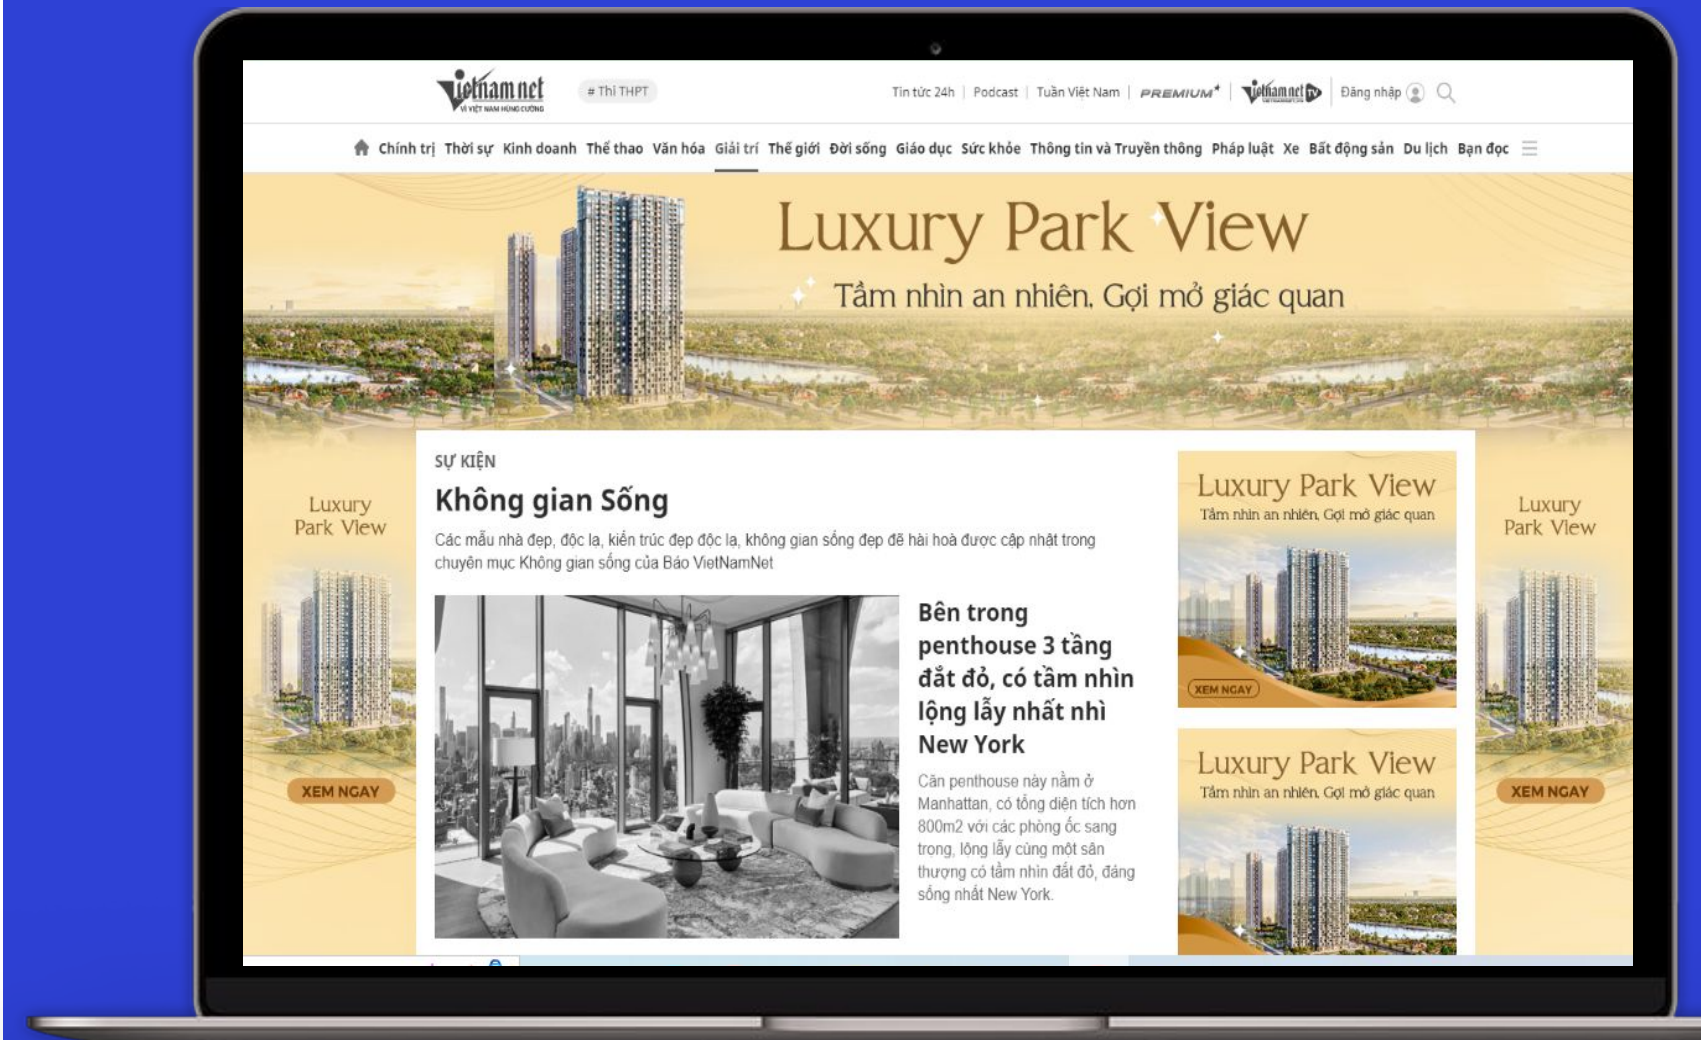 Vietnamnet
VÌ VIỆT NAM HÙNG CƯỜNG
# Thi THPT
Tin tức 24h | Podcast | Tuần Việt Nam | PREMIUM+ | Vietnamnet TV
Đăng nhập
Chính trị Thời sự Kinh doanh Thể thao Văn hóa Giải trí Thế giới Đời sống Giáo dục Sức khỏe Thông tin và Truyền thông Pháp luật Xe Bất động sản Du lịch Bạn đọc
Luxury Park View
Tầm nhìn an nhiên, Gợi mở giác quan
Luxury
Park View
XEM NGAY
SỰ KIỆN
Không gian Sống
Các mẫu nhà đẹp, độc lạ, kiến trúc đẹp độc lạ, không gian sống đẹp đẽ hài hoà được cập nhật trong
chuyên mục Không gian sống của Báo VietNamNet
Bên trong
penthouse 3 tầng
đắt đỏ, có tầm nhìn
lộng lẫy nhất nhì
New York
Căn penthouse này nằm ở
Manhattan, có tổng diện tích hơn
800m2 với các phòng ốc sang
trọng, lộng lẫy cùng một sân
thượng có tầm nhìn đắt đỏ, đáng
sống nhất New York.
Luxury Park View
Tầm nhìn an nhiên, Gợi mở giác quan
XEM NGAY
Luxury Park View
Tầm nhìn an nhiên, Gợi mở giác quan
Luxury
Park View
XEM NGAY